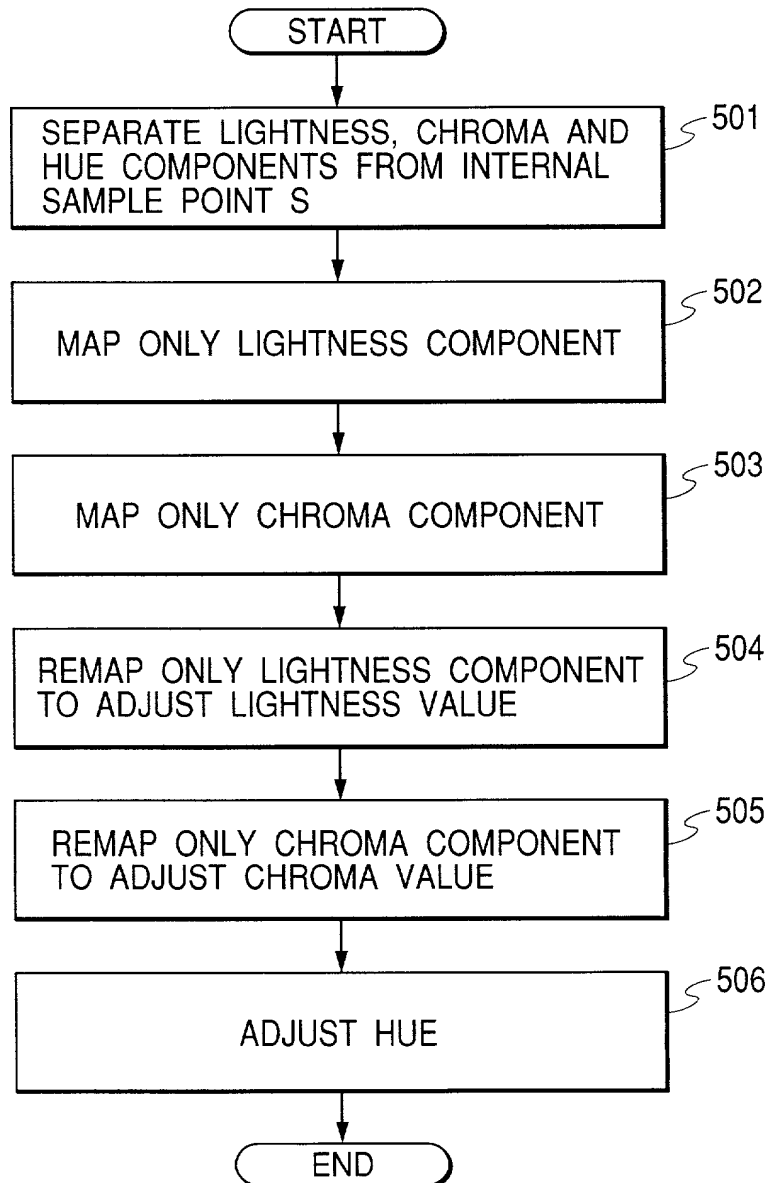 START
SEPARATE LIGHTNESS, CHROMA AND
HUE COMPONENTS FROM INTERNAL
SAMPLE POINT S
501
MAP ONLY LIGHTNESS COMPONENT
502
MAP ONLY CHROMA COMPONENT
503
REMAP ONLY LIGHTNESS COMPONENT
TO ADJUST LIGHTNESS VALUE
504
REMAP ONLY CHROMA COMPONENT
TO ADJUST CHROMA VALUE
505
ADJUST HUE
506
END